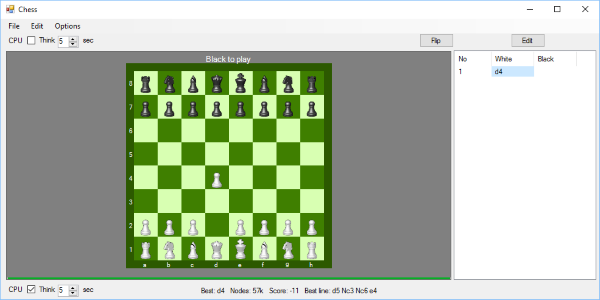 Chess
File Edit Options
CPU Think 5 sec Flip Edit
Black to play
No White Black
1 d4
8
7
6
5
4
3
2
1
a b c d e f g h
CPU Think 5 sec Best: d4 Nodes: 57k Score: -11 Best line: d5 Nc3 Nc6 e4